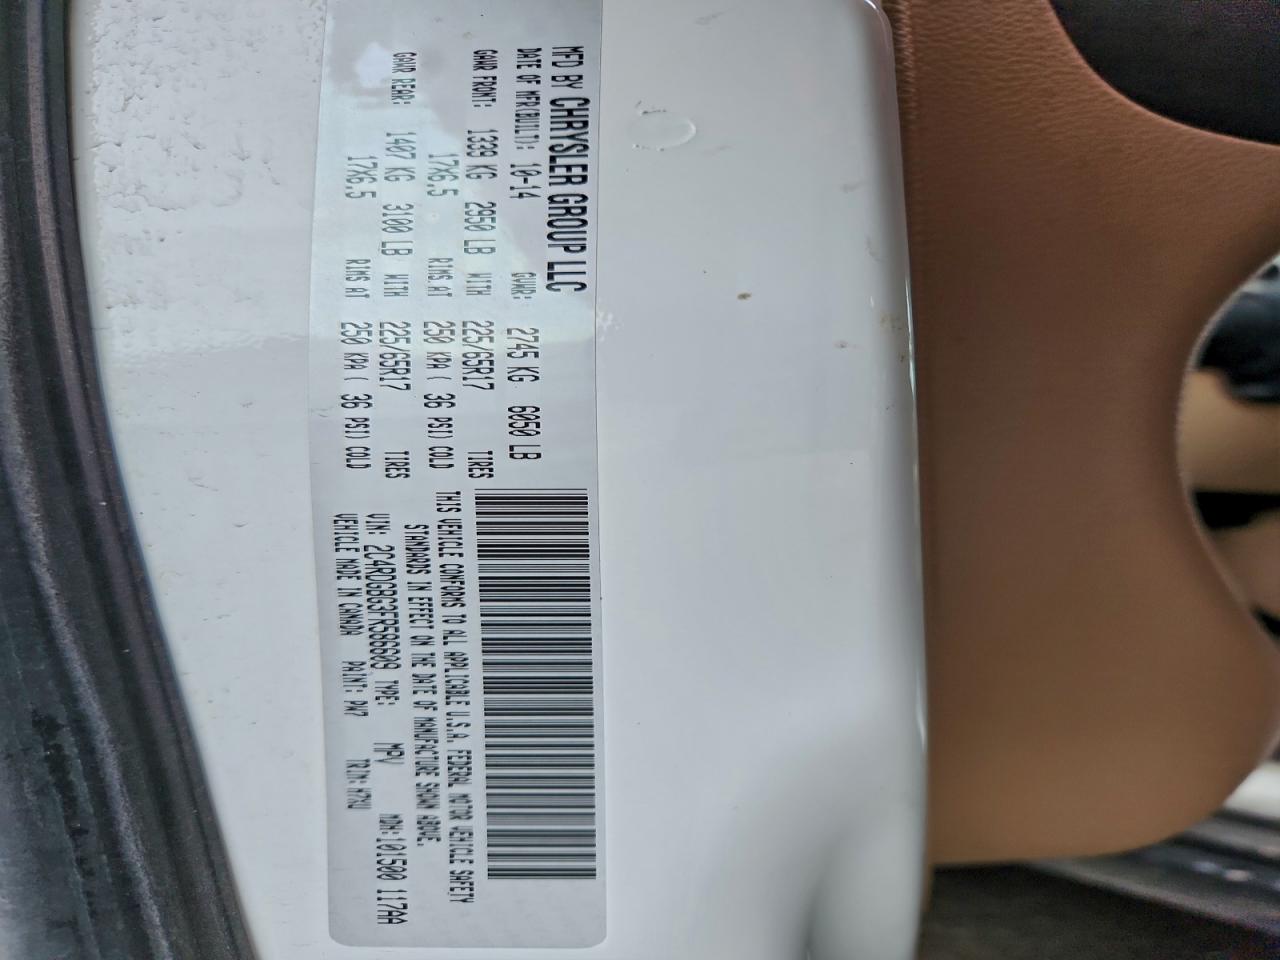 MFD BY CHRYSLER GROUP LLC
DATE OF MFR(BUILT): 10-14 GVWR: 2745 KG 6050 LB
GAWR FRONT: 1339 KG 2950 LB WITH 225/65R17 TIRES
17X6.5 RIMS.AT 250 KPA ( 36 PSI) COLD
GAWR REAR: 1407 KG 3100 LB WITH 225/65R17 TIRES
17X6.5 RIMS AT 250 KPA ( 36 PSI) COLD
THIS VEHICLE CONFORMS TO ALL APPLICABLE U.S.A. FEDERAL MOTOR VEHICLE SAFETY
STANDARDS IN EFFECT ON THE DATE OF MANUFACTURE SHOWN ABOVE.
VIN: 2C4RDGBG3FR586609 TYPE: MPV MDH:101500 117AA
VEHICLE MADE IN CANADA PAINT: PW7 TRIM: